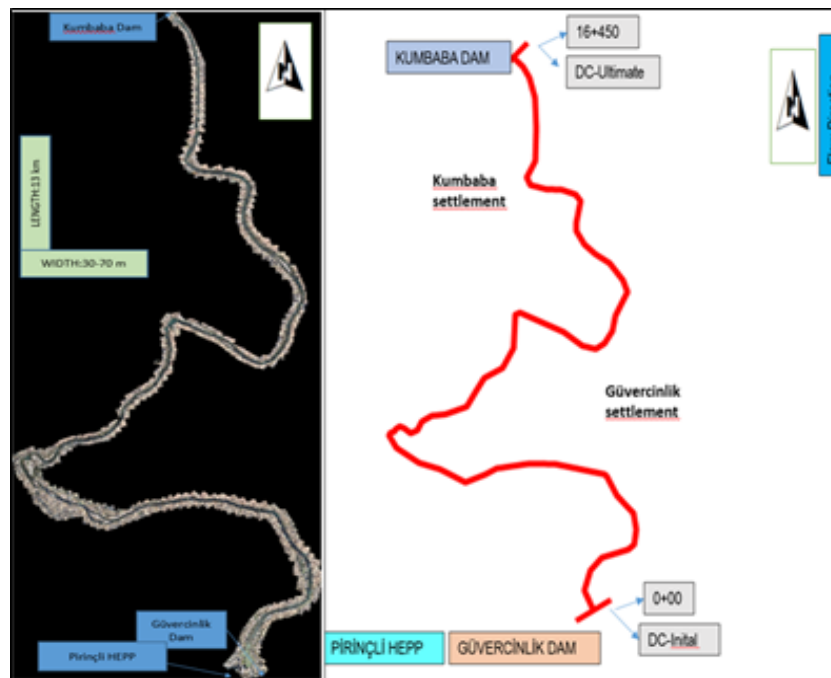 Kumbaba Dam
LENGTH:13 km
WIDTH:30-70 m
Güvercinlik
Dam
Pirinçli HEPP
16+450
KUMBABA DAM
DC-Ultimate
Kumbaba
settlement
Güvercinlik
settlement
0+00
DC-Inital
PİRİNÇLİ HEPP
GÜVERCİNLİK DAM